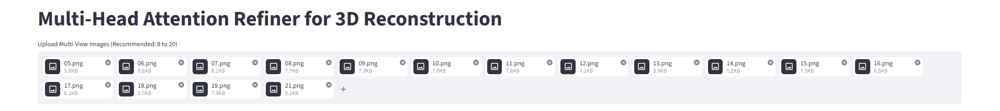 Multi-Head Attention Refiner for 3D Reconstruction
Upload Multi-View Images (Recommended: 8 to 20)
05.png 06.png 07.png 08.png 09.png 10.png 11.png 12.png 13.png 14.png 15.png 16.png
5.8KB 8.6KB 8.1KB 7.7KB 7.3KB 7.0KB 7.8KB 7.1KB 5.9KB 5.2KB 7.5KB 6.5KB
17.png 18.png 19.png 21.png +
6.1KB 9.5KB 7.9KB 9.1KB